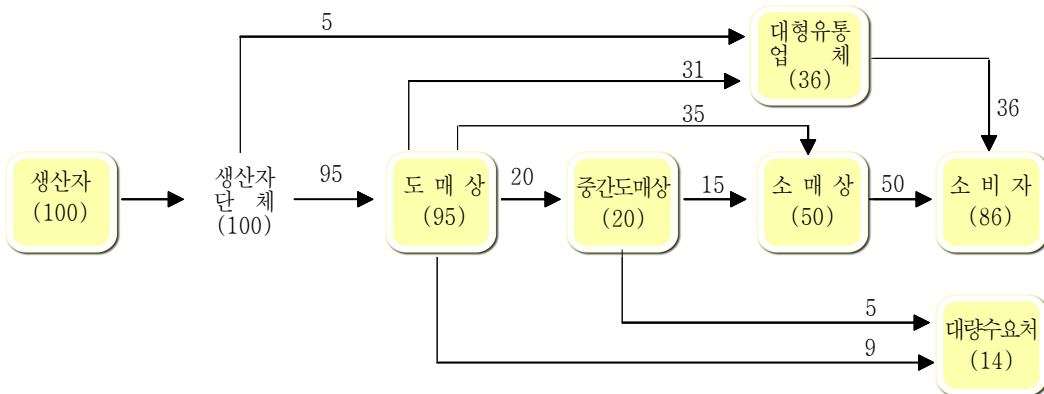 5
대형유통
업 체
(36)
31
36
35
생산자
(100)
생산자
단 체
(100)
95
도 매 상
(95)
20
중간도매상
(20)
15
소 매 상
(50)
50
소 비 자
(86)
5
9
대량수요처
(14)